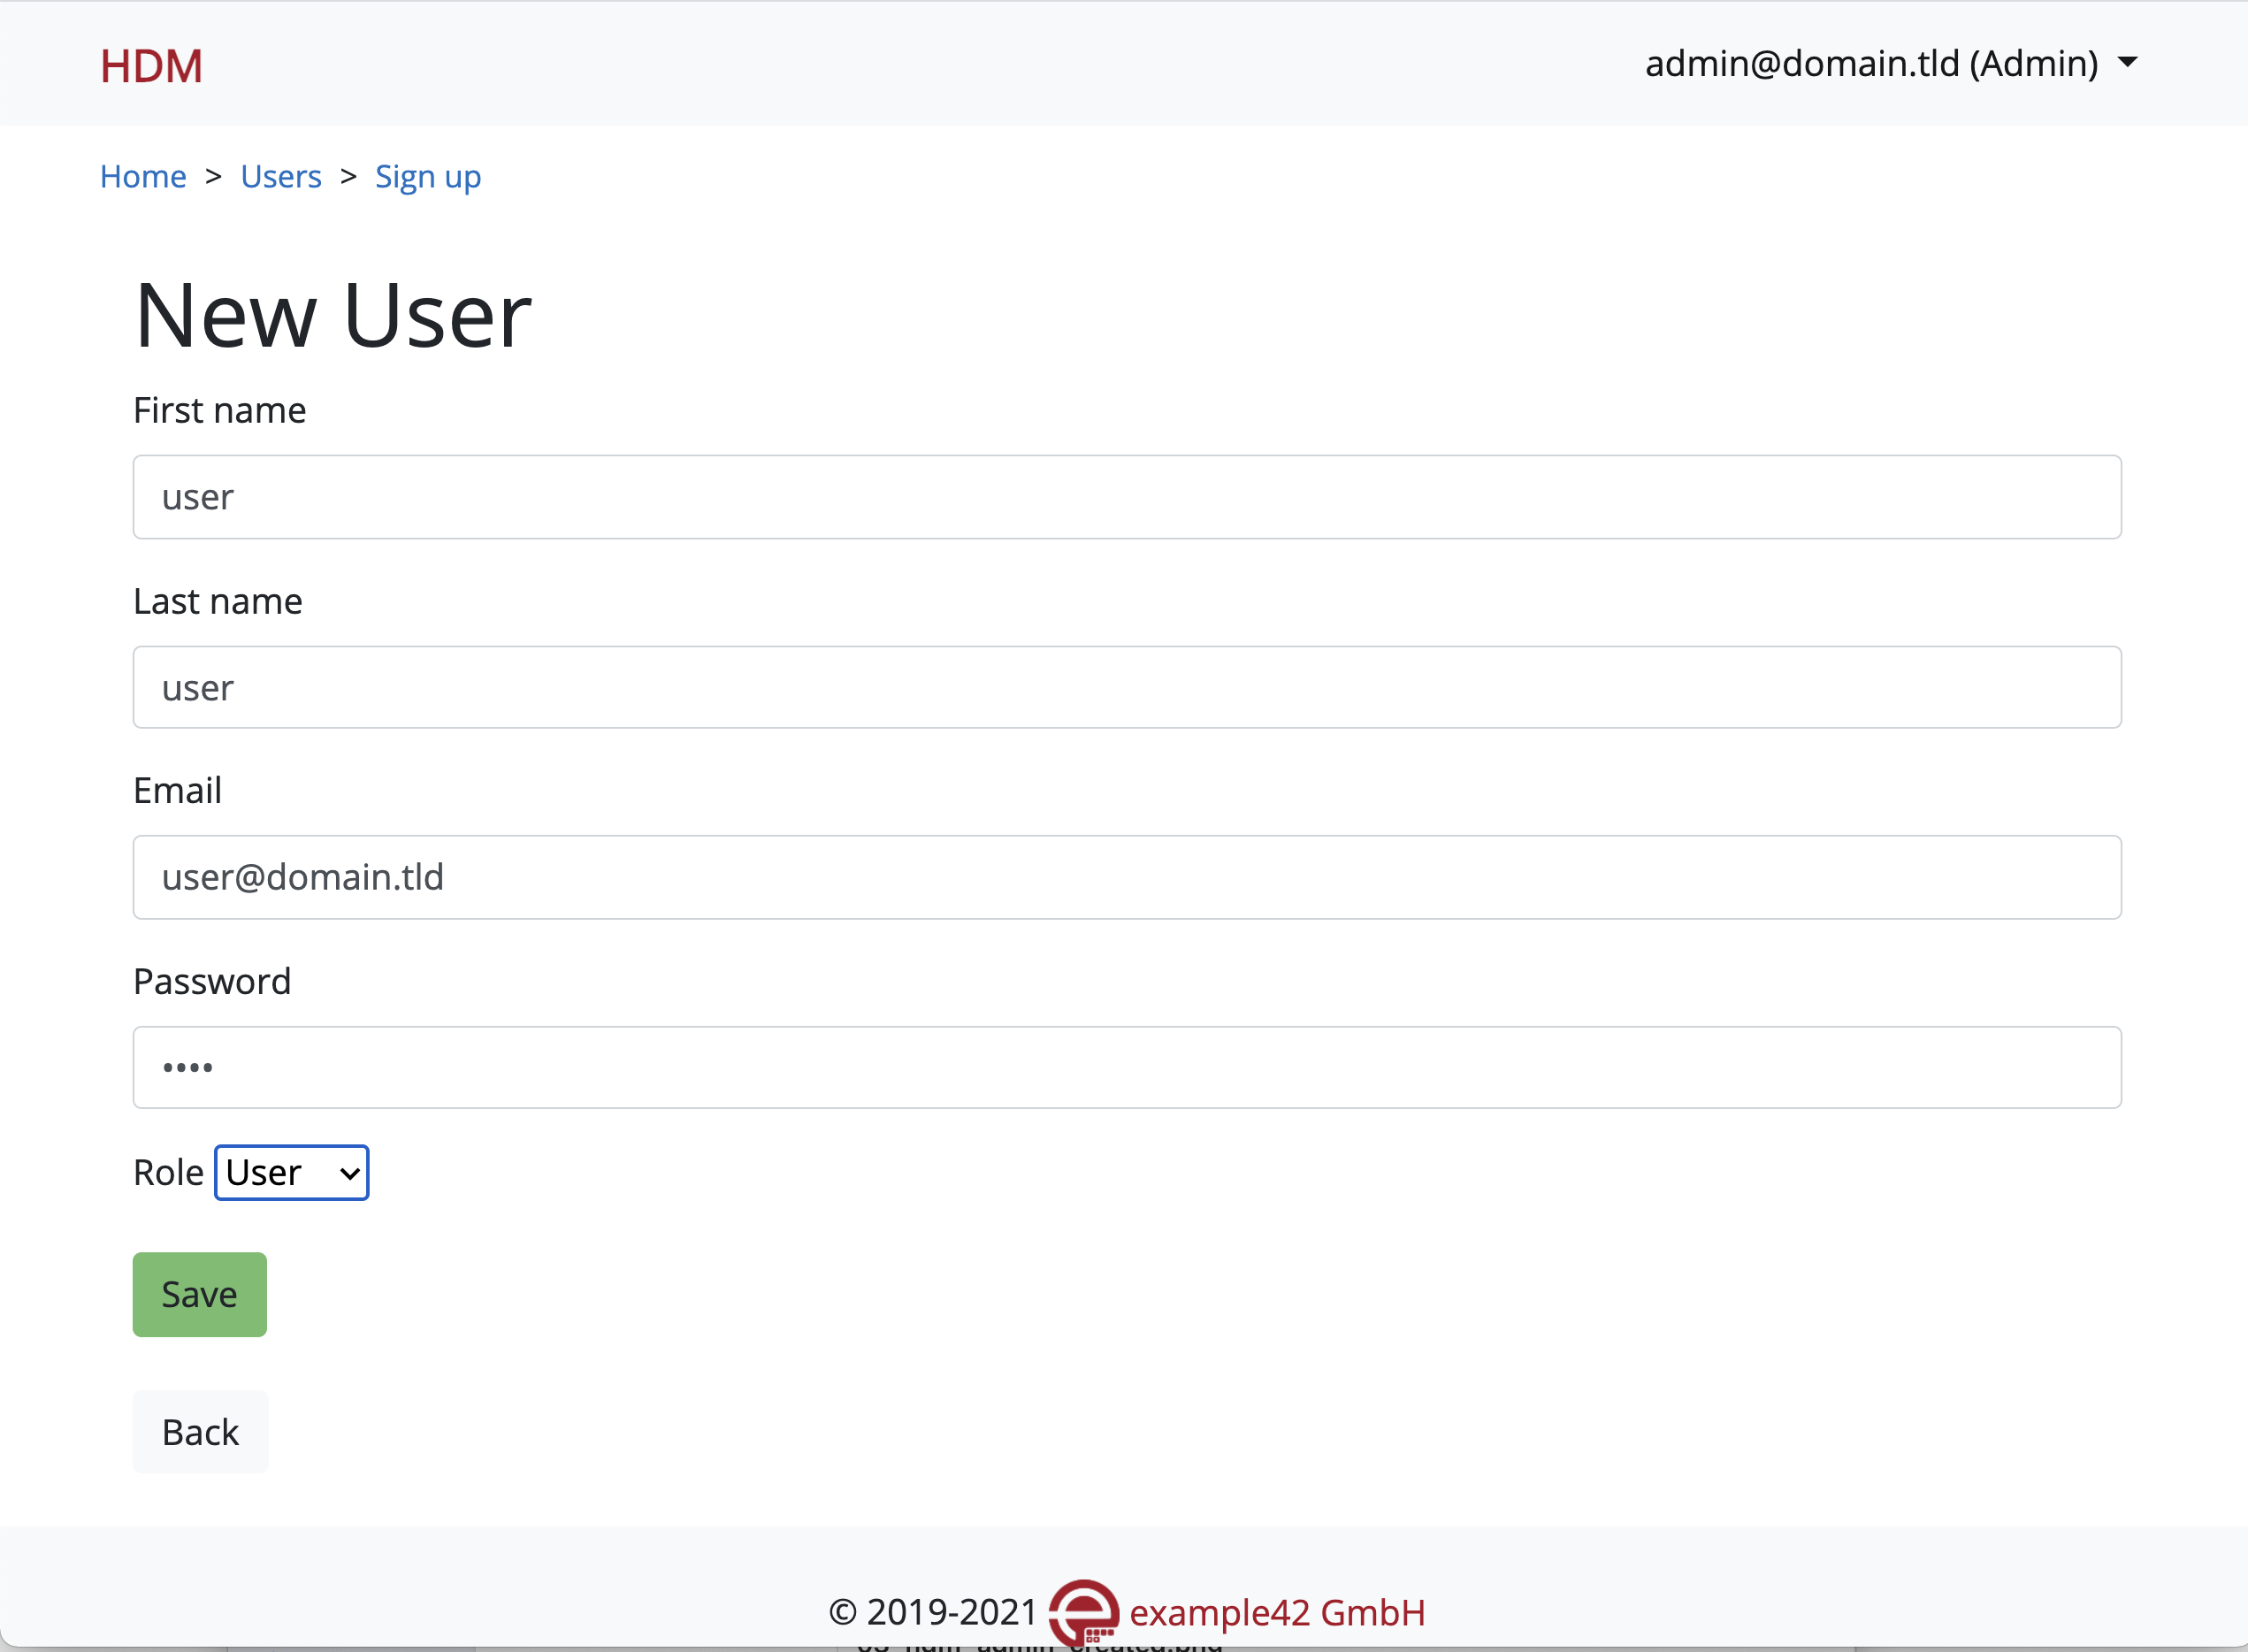 HDM
admin@domain.tld (Admin)
Home > Users > Sign up
New User
First name
user
Last name
user
Email
user@domain.tld
Password
••••
Role User
Save
Back
© 2019-2021 example42 GmbH